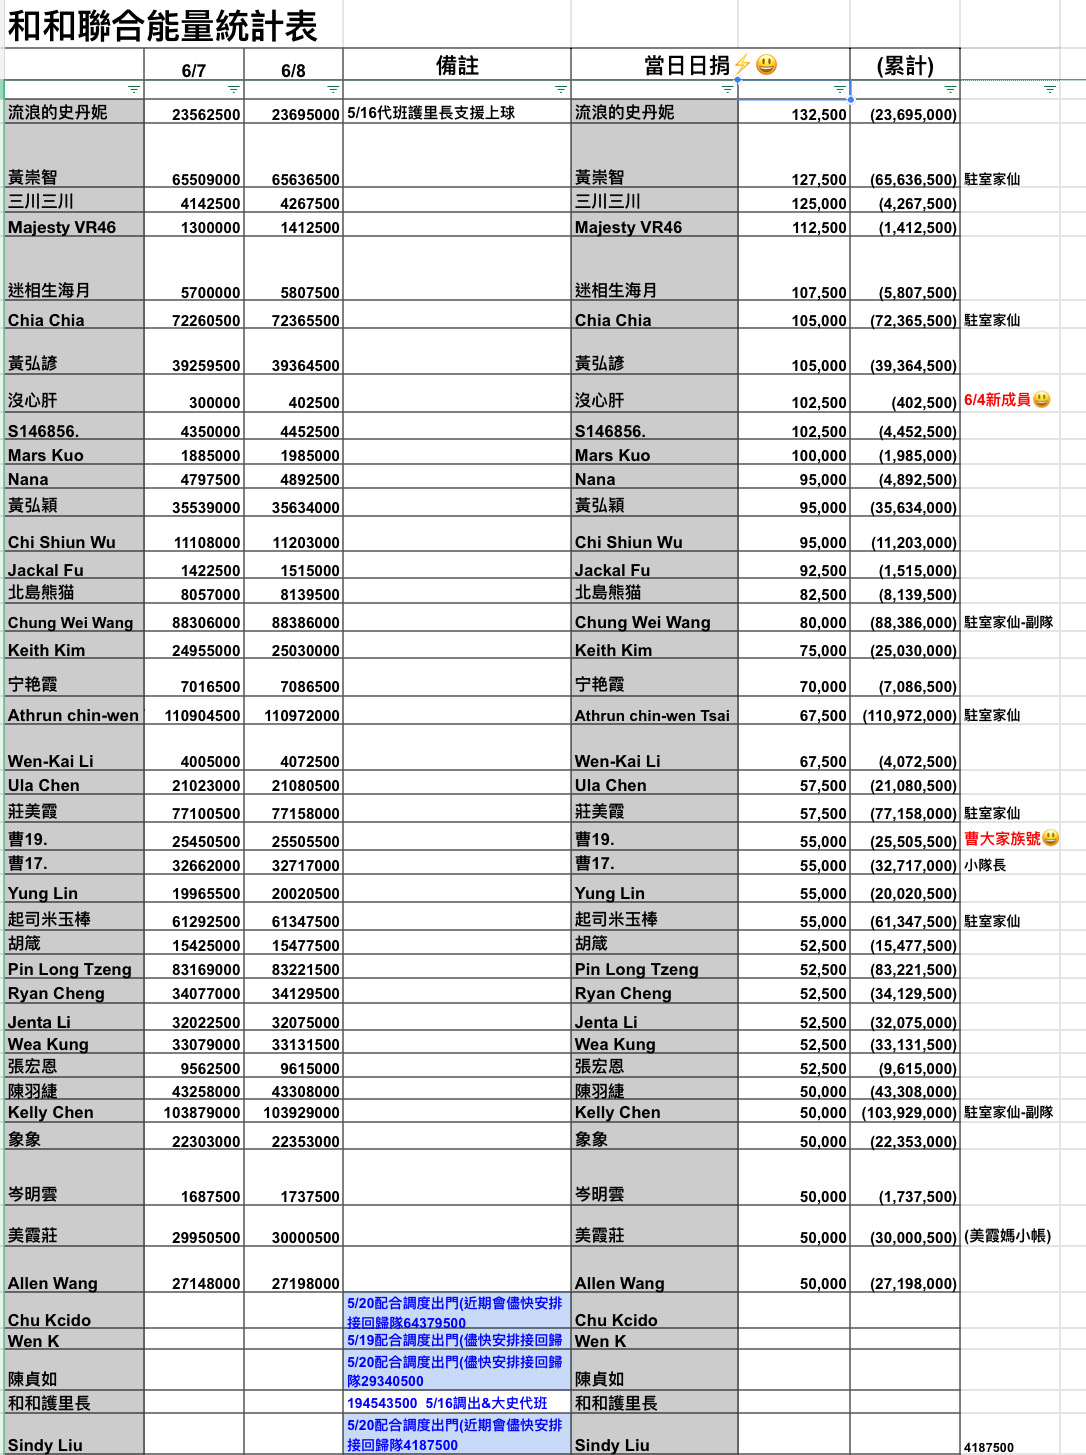 和和聯合能量統計表
6/7 6/8 備註 當日日捐⚡😃 (累計)
流浪的史丹妮 23562500 23695000 5/16代班護里長支援上球 流浪的史丹妮 132,500 (23,695,000)
黃崇智 65509000 65636500 黃崇智 127,500 (65,636,500) 駐室家仙
三川三川 4142500 4267500 三川三川 125,000 (4,267,500)
Majesty VR46 1300000 1412500 Majesty VR46 112,500 (1,412,500)
迷相生海月 5700000 5807500 迷相生海月 107,500 (5,807,500)
Chia Chia 72260500 72365500 Chia Chia 105,000 (72,365,500) 駐室家仙
黃弘諺 39259500 39364500 黃弘諺 105,000 (39,364,500)
沒心肝 300000 402500 沒心肝 102,500 (402,500) 6/4新成員😃
S146856. 4350000 4452500 S146856. 102,500 (4,452,500)
Mars Kuo 1885000 1985000 Mars Kuo 100,000 (1,985,000)
Nana 4797500 4892500 Nana 95,000 (4,892,500)
黃弘穎 35539000 35634000 黃弘穎 95,000 (35,634,000)
Chi Shiun Wu 11108000 11203000 Chi Shiun Wu 95,000 (11,203,000)
Jackal Fu 1422500 1515000 Jackal Fu 92,500 (1,515,000)
北島熊猫 8057000 8139500 北島熊猫 82,500 (8,139,500)
Chung Wei Wang 88306000 88386000 Chung Wei Wang 80,000 (88,386,000) 駐室家仙-副隊
Keith Kim 24955000 25030000 Keith Kim 75,000 (25,030,000)
宁艳霞 7016500 7086500 宁艳霞 70,000 (7,086,500)
Athrun chin-wen 110904500 110972000 Athrun chin-wen Tsai 67,500 (110,972,000) 駐室家仙
Wen-Kai Li 4005000 4072500 Wen-Kai Li 67,500 (4,072,500)
Ula Chen 21023000 21080500 Ula Chen 57,500 (21,080,500)
莊美霞 77100500 77158000 莊美霞 57,500 (77,158,000) 駐室家仙
曹19. 25450500 25505500 曹19. 55,000 (25,505,500) 曹大家族號😃
曹17. 32662000 32717000 曹17. 55,000 (32,717,000) 小隊長
Yung Lin 19965500 20020500 Yung Lin 55,000 (20,020,500)
起司米玉棒 61292500 61347500 起司米玉棒 55,000 (61,347,500) 駐室家仙
胡箴 15425000 15477500 胡箴 52,500 (15,477,500)
Pin Long Tzeng 83169000 83221500 Pin Long Tzeng 52,500 (83,221,500)
Ryan Cheng 34077000 34129500 Ryan Cheng 52,500 (34,129,500)
Jenta Li 32022500 32075000 Jenta Li 52,500 (32,075,000)
Wea Kung 33079000 33131500 Wea Kung 52,500 (33,131,500)
張宏恩 9562500 9615000 張宏恩 52,500 (9,615,000)
陳羽緁 43258000 43308000 陳羽緁 50,000 (43,308,000)
Kelly Chen 103879000 103929000 Kelly Chen 50,000 (103,929,000) 駐室家仙-副隊
象象 22303000 22353000 象象 50,000 (22,353,000)
岑明雲 1687500 1737500 岑明雲 50,000 (1,737,500)
美霞莊 29950500 30000500 美霞莊 50,000 (30,000,500) (美霞媽小帳)
Allen Wang 27148000 27198000 Allen Wang 50,000 (27,198,000)
5/20配合調度出門(近期會儘快安排
Chu Kcido 接回歸隊64379500 Chu Kcido
Wen K 5/19配合調度出門(儘快安排接回歸 Wen K
5/20配合調度出門(儘快安排接回歸
陳貞如 隊29340500 陳貞如
和和護里長 194543500 5/16調出&大史代班 和和護里長
5/20配合調度出門(近期會儘快安排
Sindy Liu 接回歸隊4187500 Sindy Liu 4187500